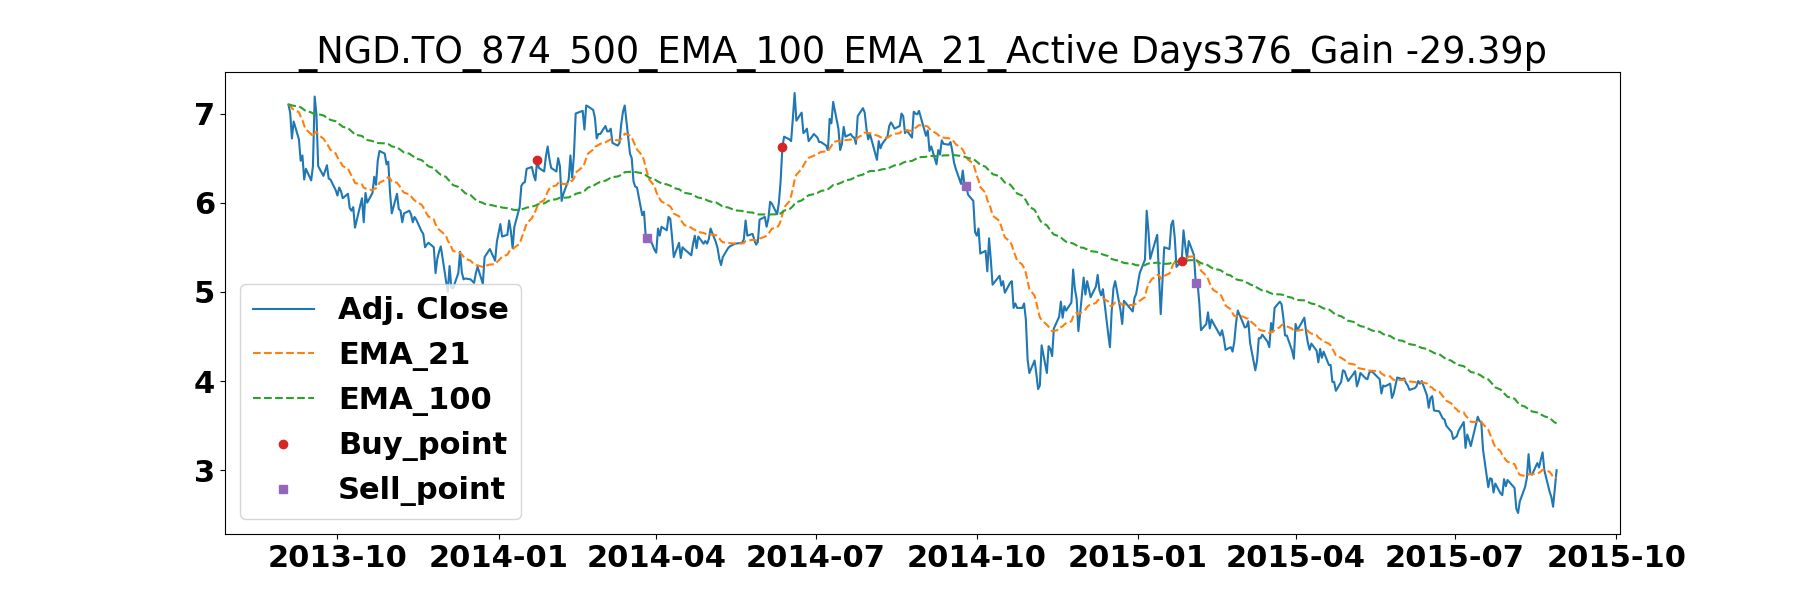 _NGD.TO_874_500_EMA_100_EMA_21_Active Days376_Gain -29.39p
7
6
5
4
3
Adj. Close
EMA_21
EMA_100
Buy_point
Sell_point
2013-10 2014-01 2014-04 2014-07 2014-10 2015-01 2015-04 2015-07 2015-10